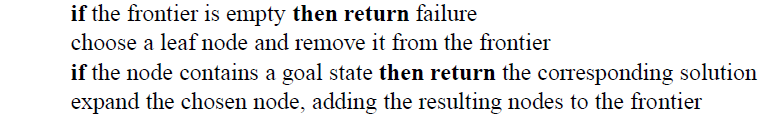 if the frontier is empty then return failure
choose a leaf node and remove it from the frontier
if the node contains a goal state then return the corresponding solution
expand the chosen node, adding the resulting nodes to the frontier